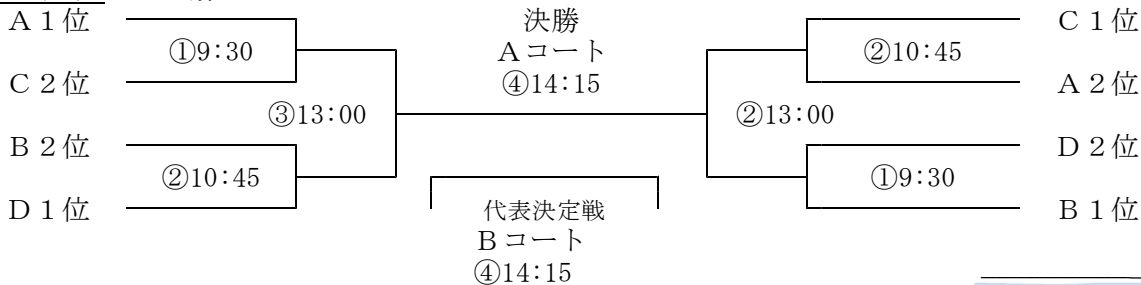 A1位
C2位
B2位
D1位
①9:30
②10:45
③13:00
決勝
Aコート
④14:15
代表決定戦
Bコート
④14:15
②13:00
②10:45
①9:30
C1位
A2位
D2位
B1位